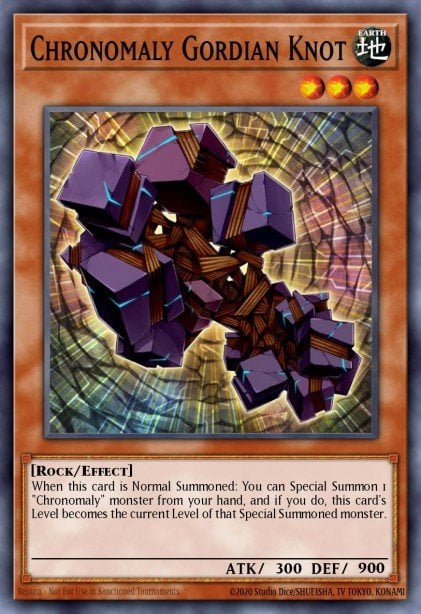 Chronomaly Gordian Knot
EARTH
地
[Rock/Effect]
When this card is Normal Summoned: You can Special Summon 1
"Chronomaly" monster from your hand, and if you do, this card's
Level becomes the current Level of that Special Summoned monster.
ATK/ 300 DEF/ 900
Replica - Not For Use in Sanctioned Tournaments
©2020 Studio Dice/SHUEISHA, TV TOKYO, KONAMI